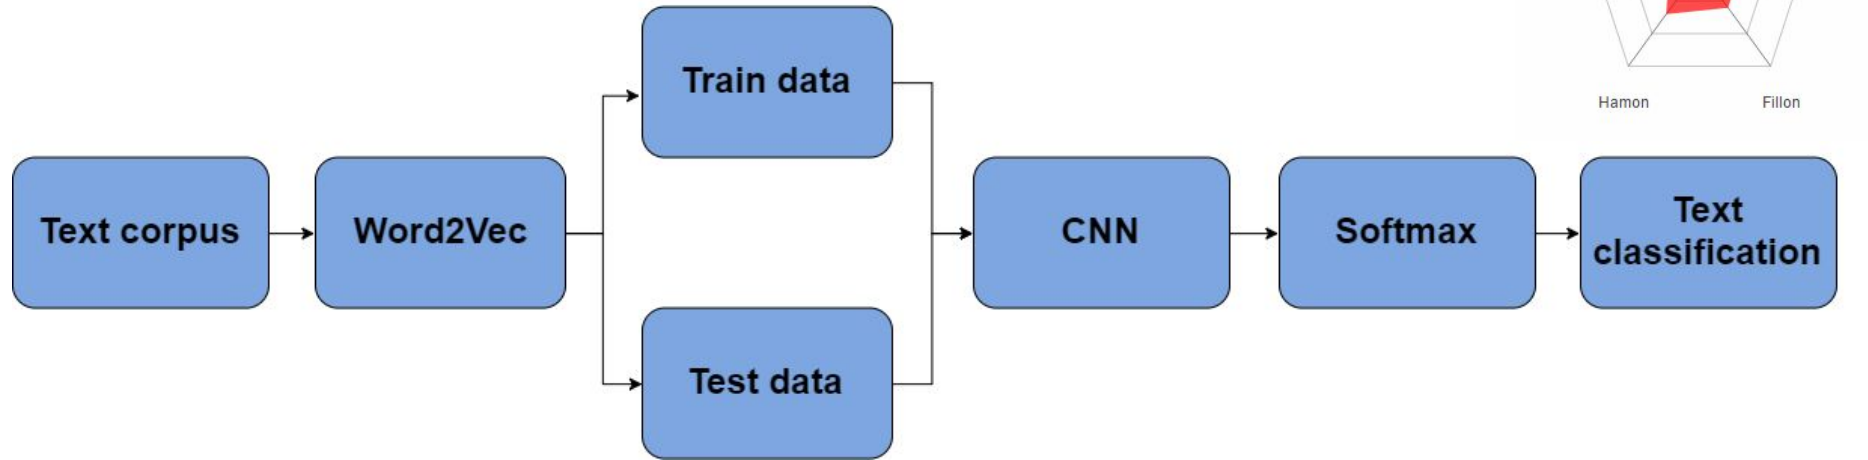 Hamon
Fillon
Text corpus
Word2Vec
Train data
Test data
CNN
Softmax
Text
classification